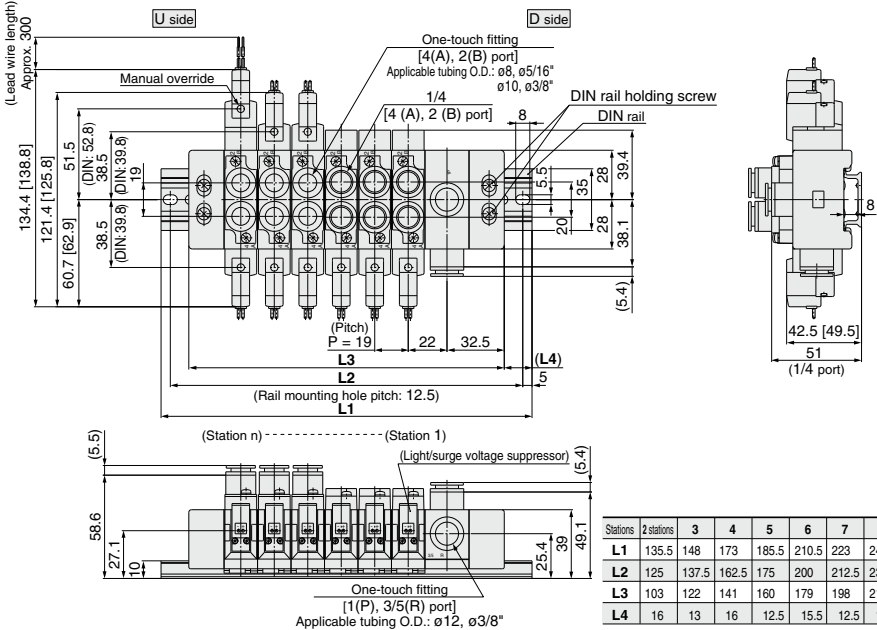 U side
D side
(Lead wire length)
Approx. 300
One-touch fitting
[4(A), 2(B) port]
Applicable tubing O.D.: ø8, ø5/16"
ø10, ø3/8"
Manual override
1/4
[4 (A), 2 (B) port]
DIN rail holding screw
DIN rail
8
134.4 [138.8]
121.4 [125.8]
60.7 [62.9]
51.5
(DIN: 52.8)
38.5
(DIN: 39.8)
19
38.5
(DIN: 39.8)
5.5
20
35
28
28
39.4
38.1
(5.4)
(Pitch)
P = 19
22
32.5
L3
(L4)
L2
5
(Rail mounting hole pitch: 12.5)
L1
8
42.5 [49.5]
51
(1/4 port)
(Station n) (Station 1)
(Light/surge voltage suppressor)
(5.5)
58.6
27.1
10
(5.4)
25.4
39
49.1
One-touch fitting
[1(P), 3/5(R) port]
Applicable tubing O.D.: ø12, ø3/8"
Stations 2 stations 3 4 5 6 7
L1 135.5 148 173 185.5 210.5 223
L2 125 137.5 162.5 175 200 212.5
L3 103 122 141 160 179 198
L4 16 13 16 12.5 15.5 12.5